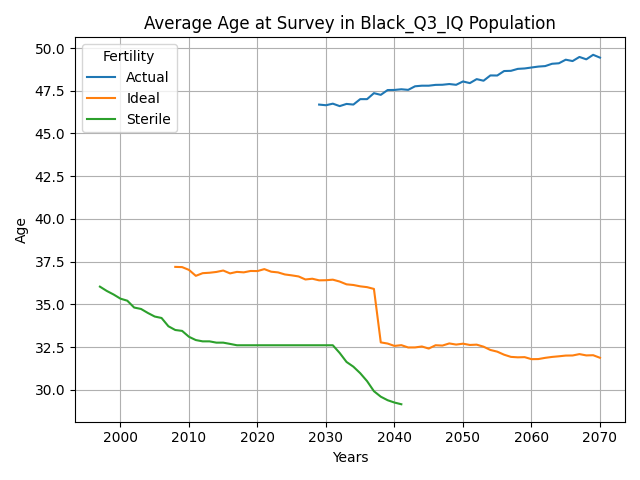 Average Age at Survey in Black_Q3_IQ Population
Fertility
Actual
Ideal
Sterile
Age
50.0
47.5
45.0
42.5
40.0
37.5
35.0
32.5
30.0
2000 2010 2020 2030 2040 2050 2060 2070
Years